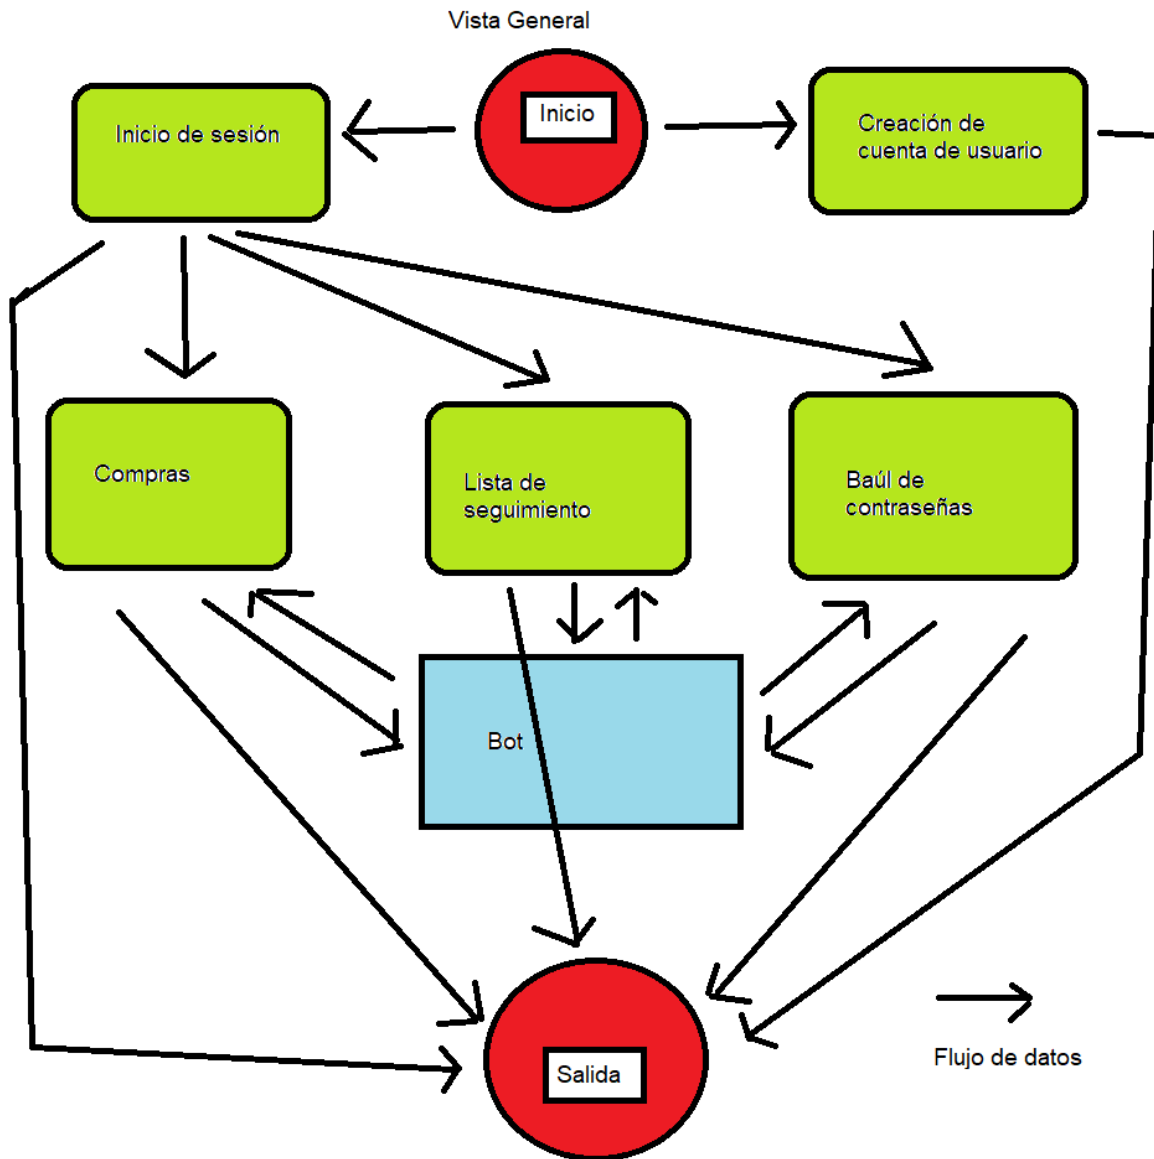 Vista General
Inicio
Inicio de sesión
Creación de
cuenta de usuario
Compras
Lista de
seguimiento
Baúl de
contraseñas
Bot
Salida
Flujo de datos